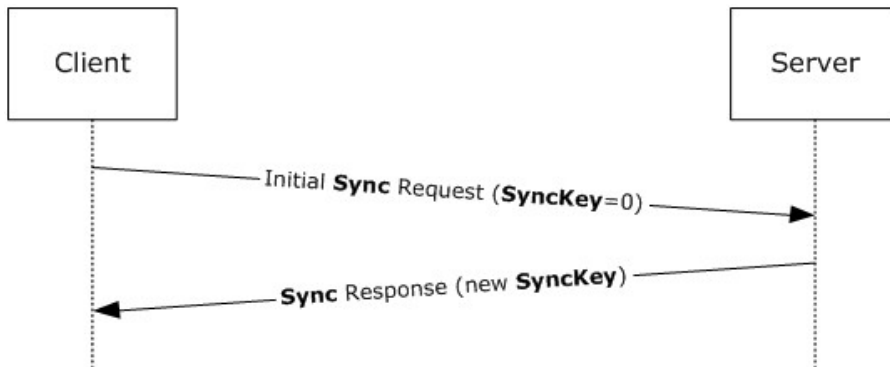 Client
Server
Initial Sync Request (SyncKey=0)
Sync Response (new SyncKey)